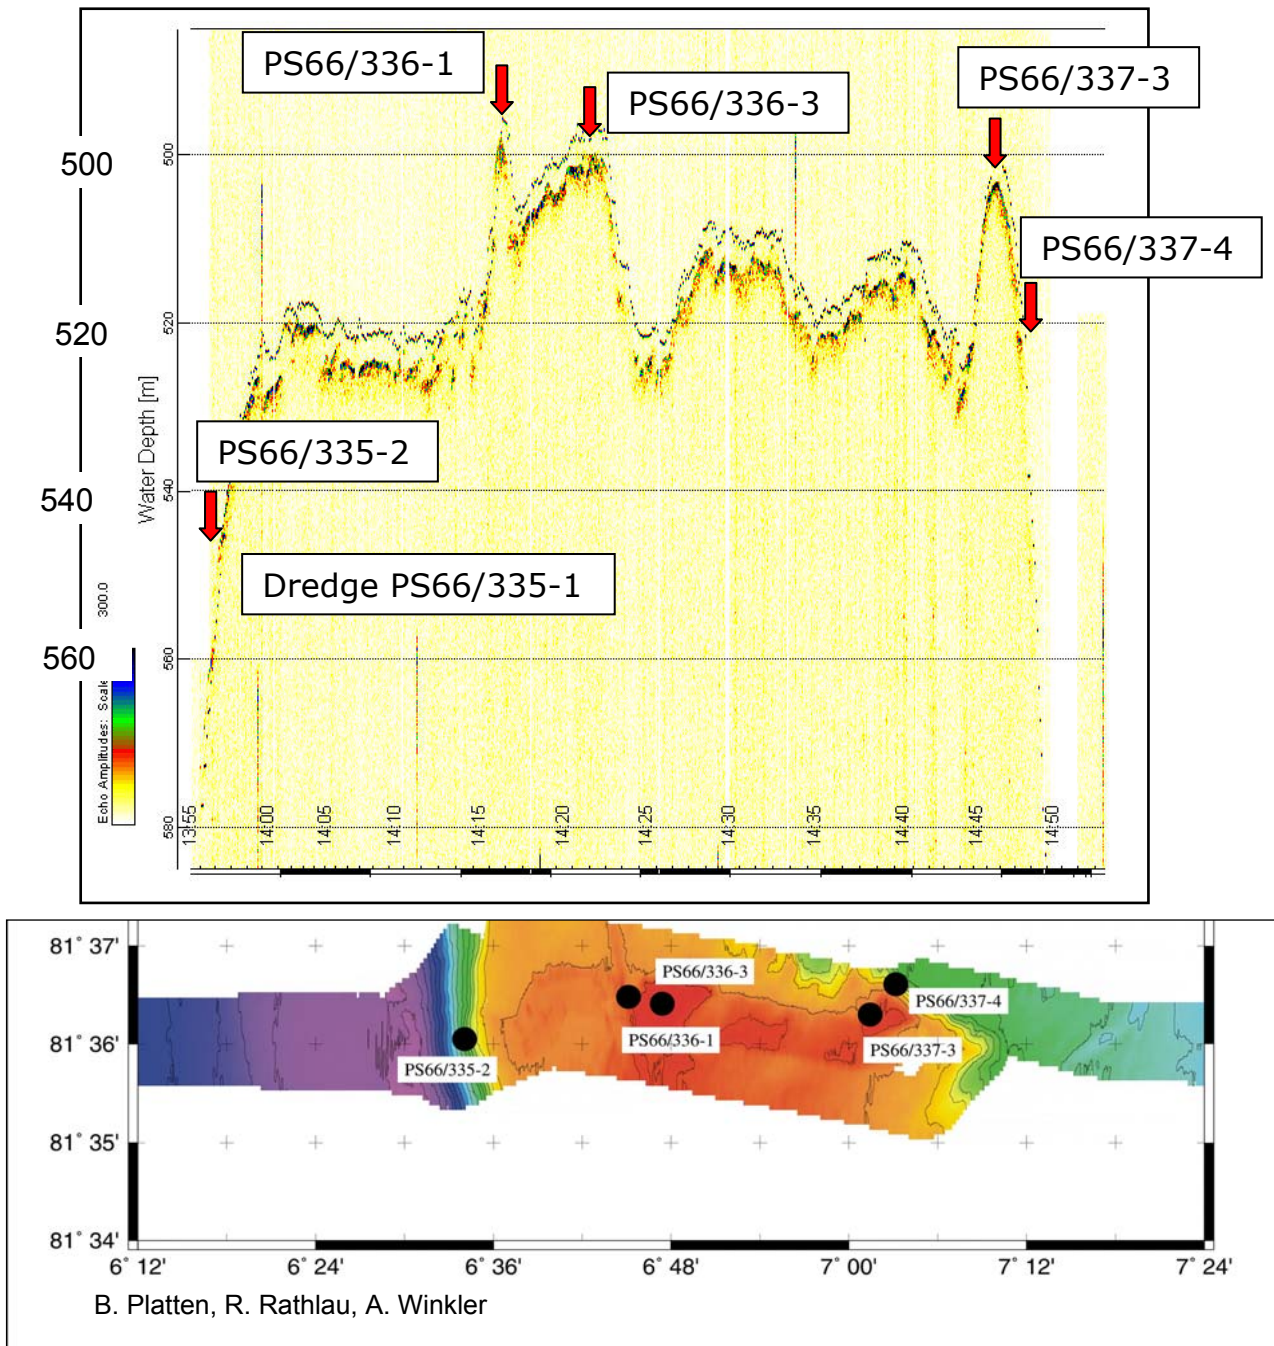 PS66/336-1
PS66/336-3
PS66/337-3
PS66/337-4
PS66/335-2
Dredge PS66/335-1
500
520
540
560
500
520
540
560
580
Water Depth [m]
300.0
Echo Amplitudes: Scale
13:55
14:00
14:05
14:10
14:15
14:20
14:25
14:30
14:35
14:40
14:45
14:50
81° 37'
81° 36'
81° 35'
81° 34'
PS66/336-3
PS66/337-4
PS66/336-1
PS66/337-3
PS66/335-2
6° 12'
6° 24'
6° 36'
6° 48'
7° 00'
7° 12'
7° 24'
B. Platten, R. Rathlau, A. Winkler